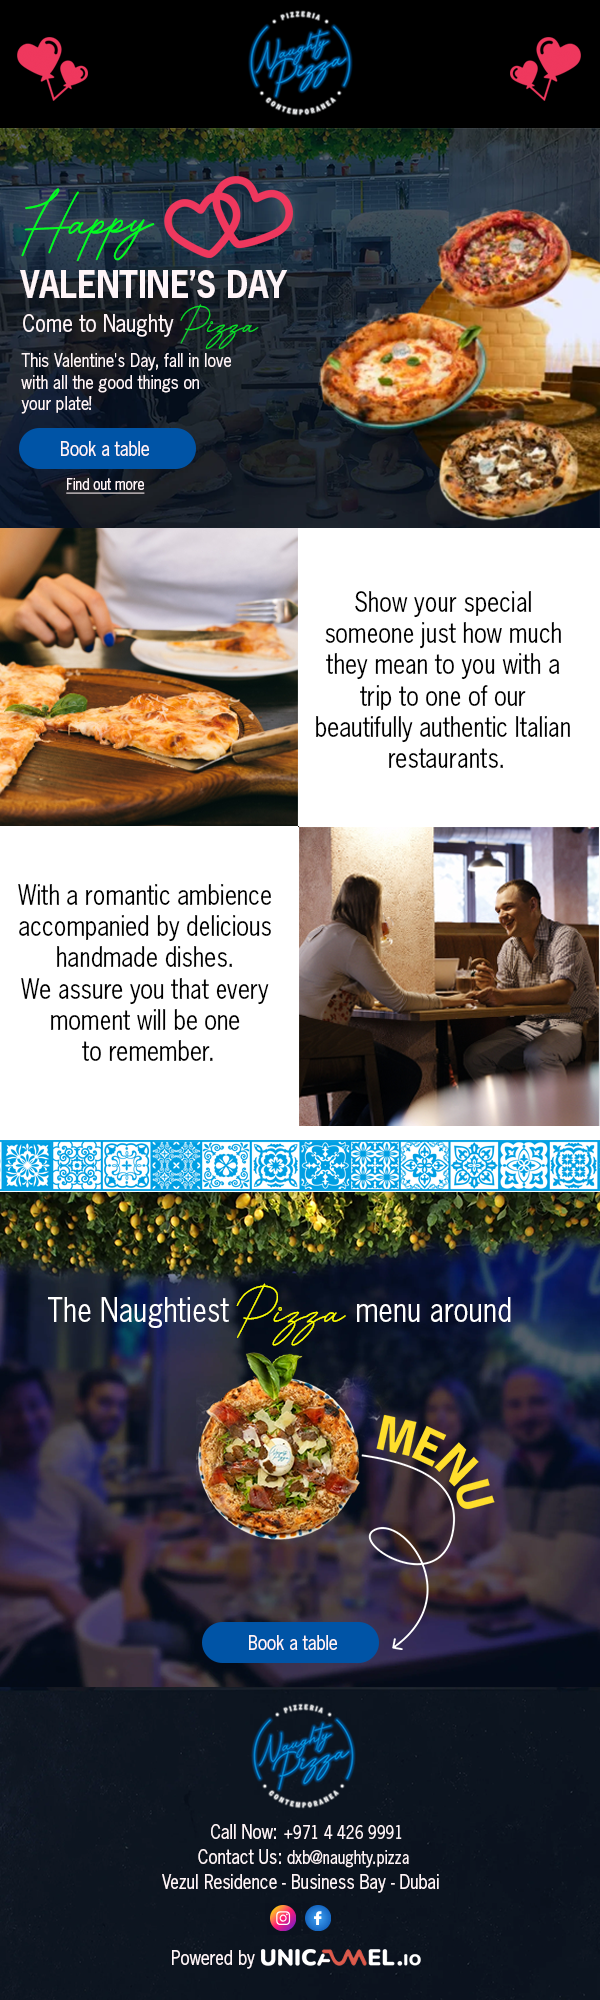 PIZZERIA
Naughty
Pizza
CONTEMPORANEA
Happy
VALENTINE'S DAY
Come to Naughty Pizza
This Valentine's Day, fall in love
with all the good things on
your plate!
Book a table
Find out more
Show your special
someone just how much
they mean to you with a
trip to one of our
beautifully authentic Italian
restaurants.
With a romantic ambience
accompanied by delicious
handmade dishes.
We assure you that every
moment will be one
to remember.
The Naughtiest Pizza menu around
MENU
Book a table
PIZZERIA
Naughty
Pizza
CONTEMPORANEA
Call Now: +971 4 426 9991
Contact Us: dxb@naughty.pizza
Vezul Residence - Business Bay - Dubai
Powered by UNICAMEL.IO